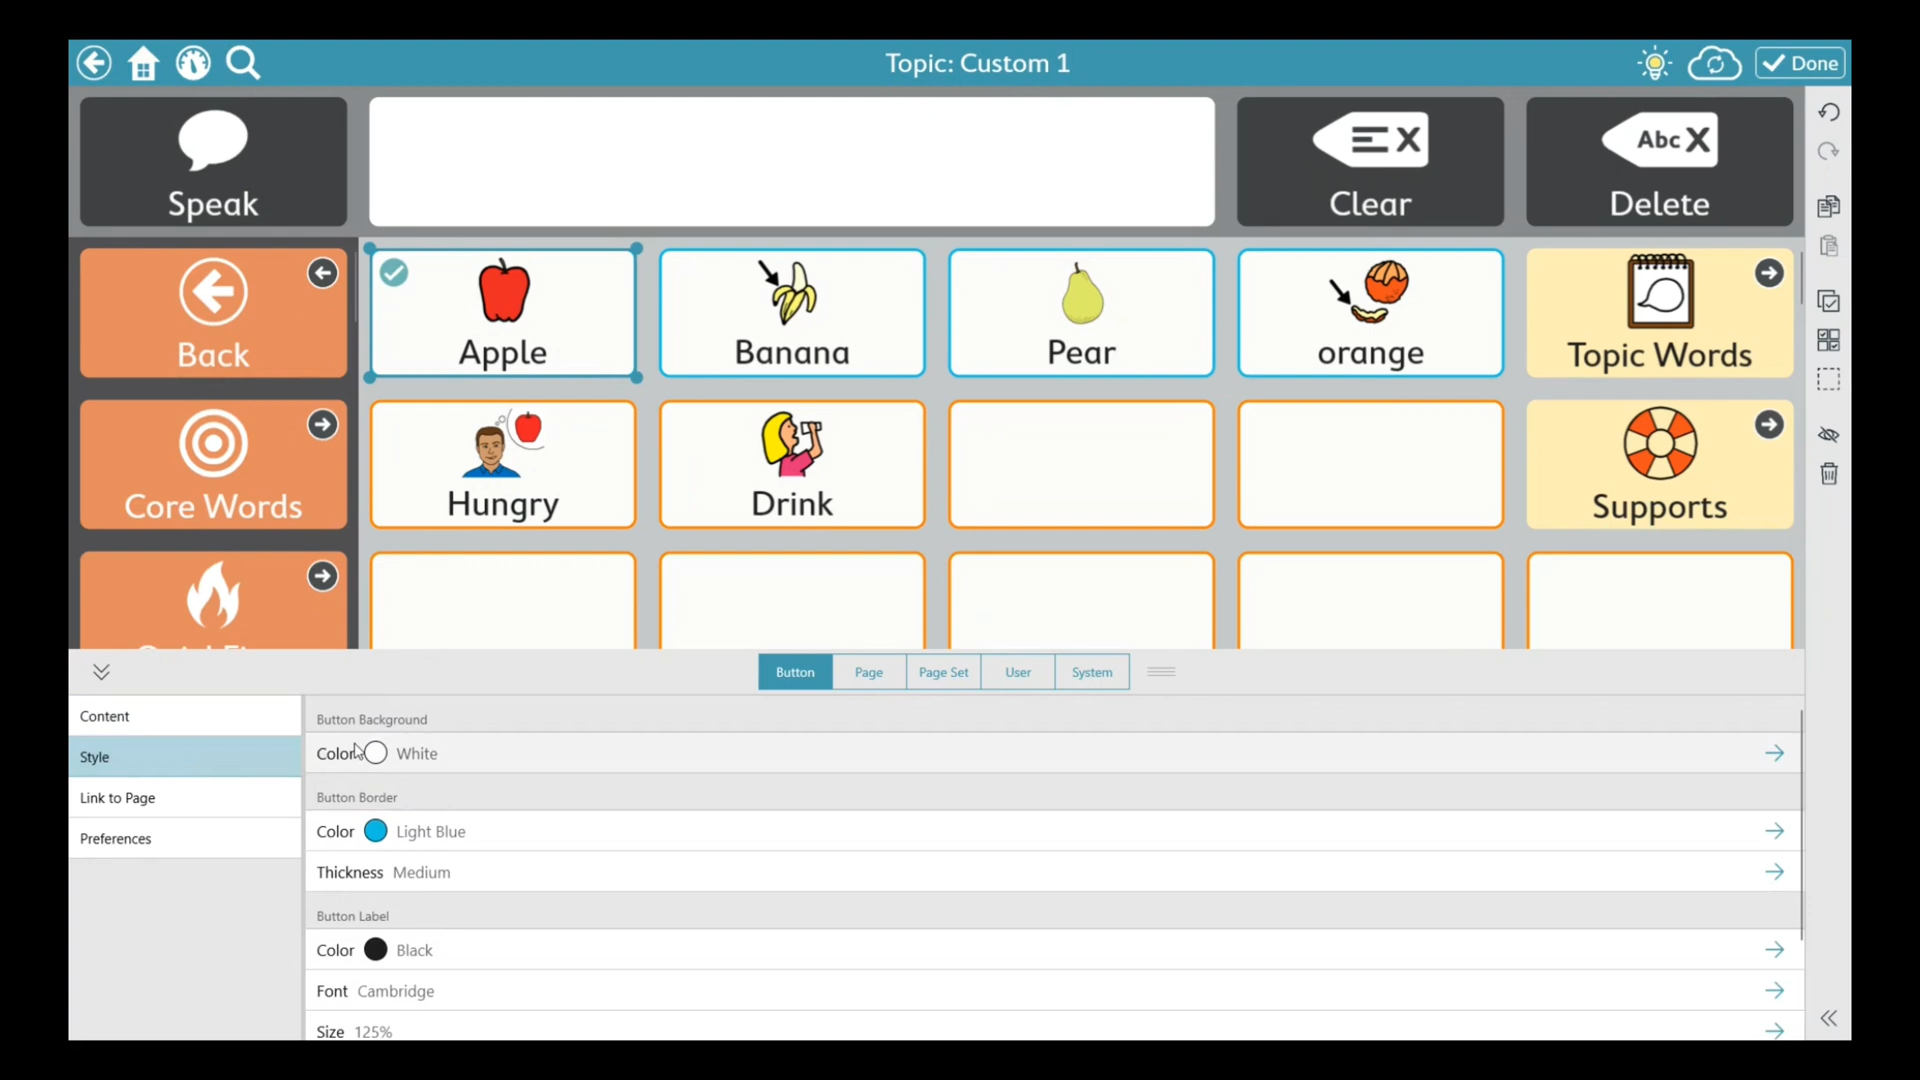 Topic: Custom 1
Done
Speak
Clear
Abc X
Delete
Back
Apple
Banana
Pear
orange
Topic Words
Core Words
Hungry
Drink
Supports
Button
Page
Page Set
User
System
Content
Style
Link to Page
Preferences
Button Background
Color White
Button Border
Color Light Blue
Thickness Medium
Button Label
Color Black
Font Cambridge
Size 125%